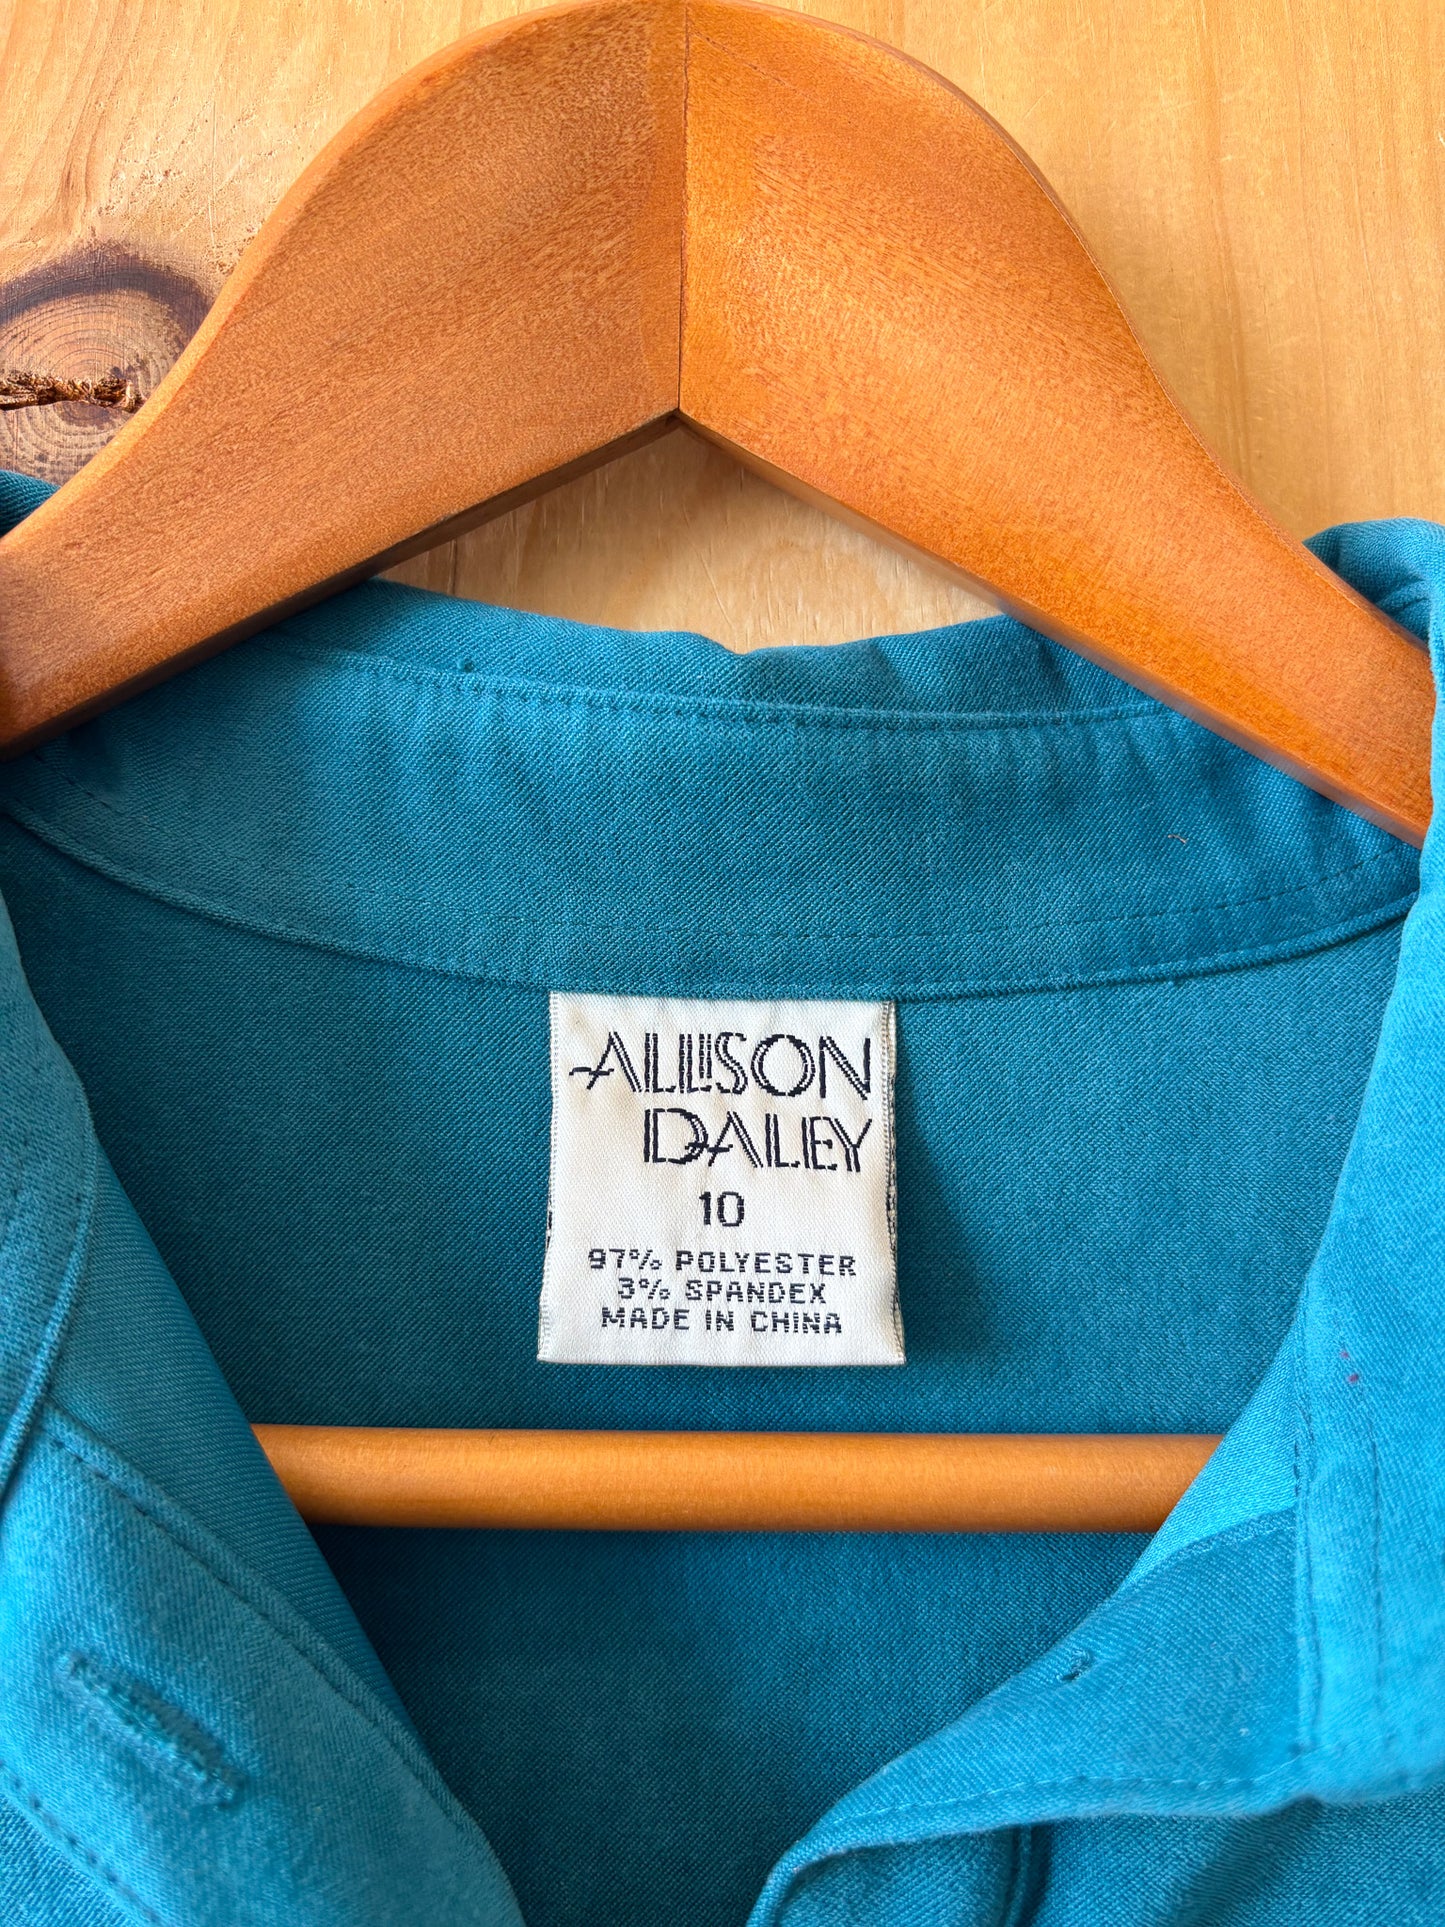 ALLISON
DALEY
10
97% POLYESTER
3% SPANDEX
MADE IN CHINA